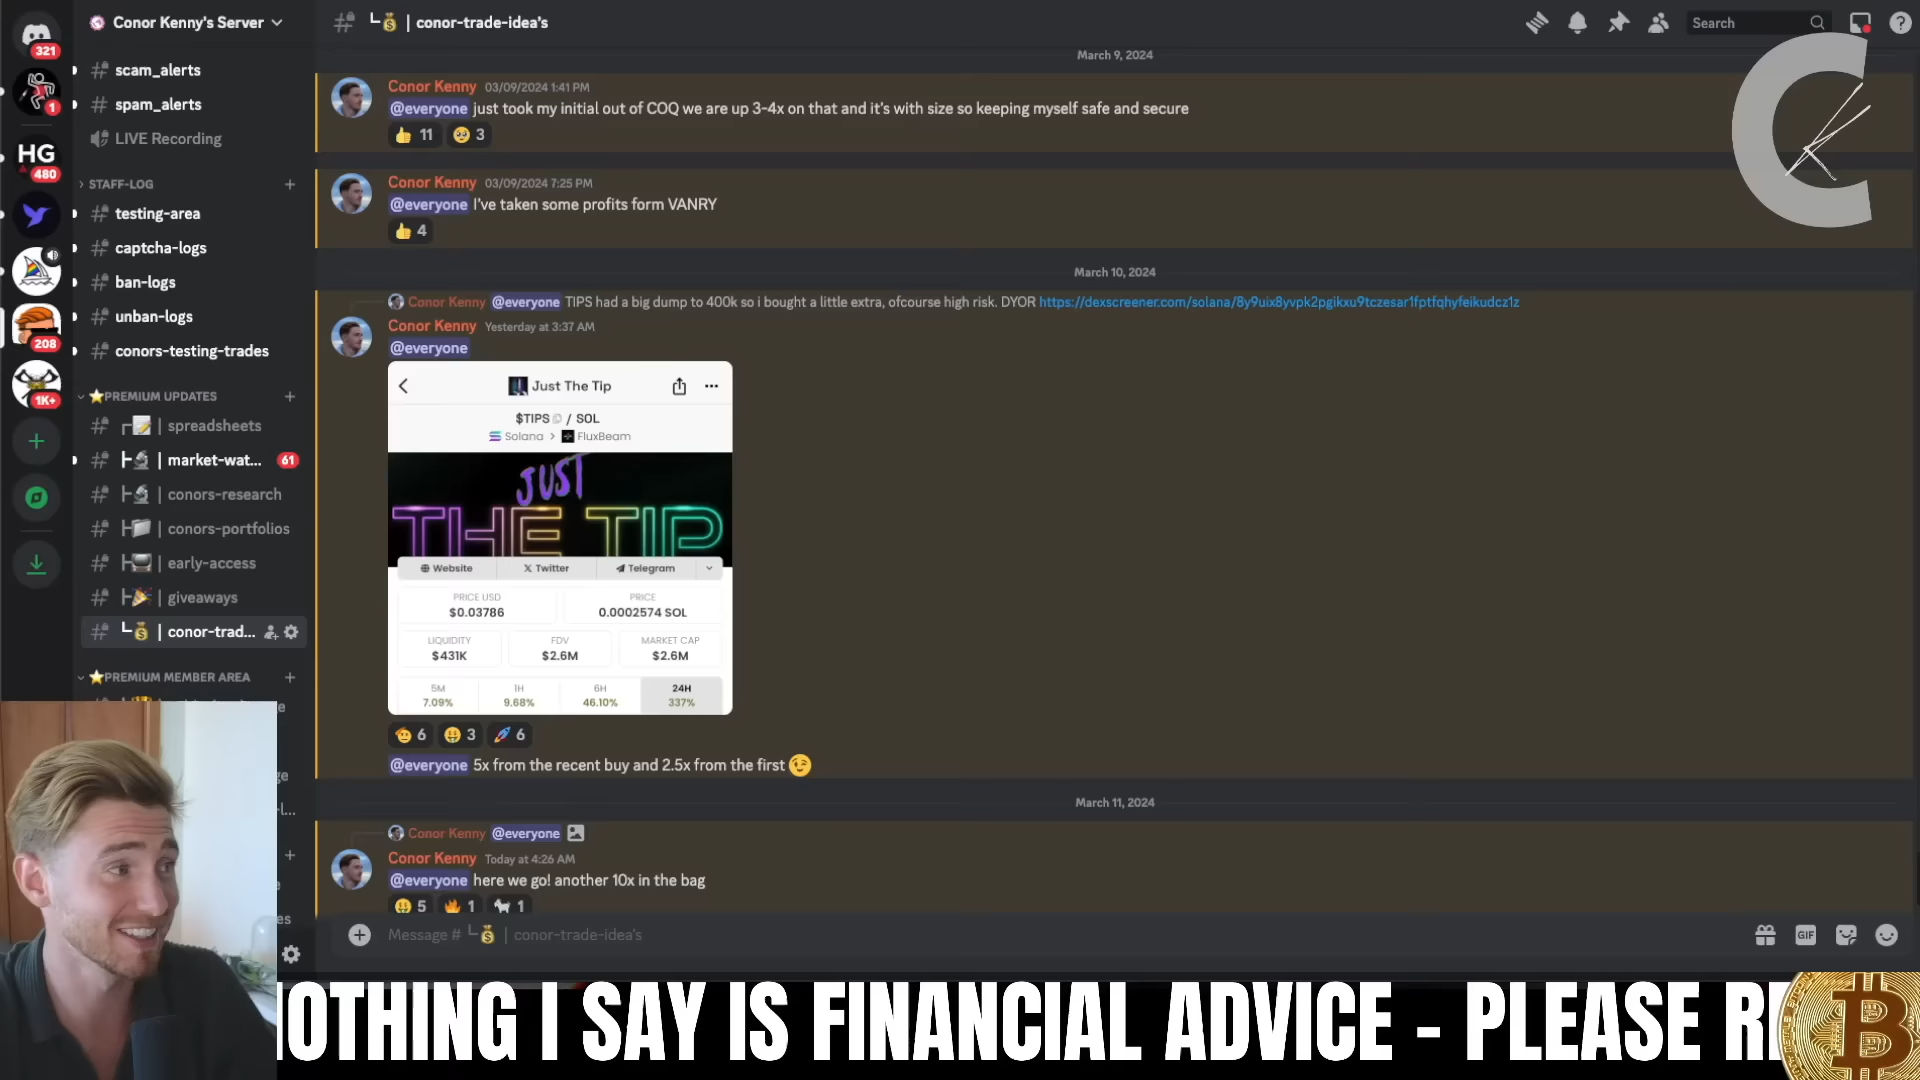 321
1
HG
480
208
1K+
Conor Kenny's Server
scam_alerts
spam_alerts
LIVE Recording
STAFF-LOG
testing-area
captcha-logs
ban-logs
unban-logs
conors-testing-trades
PREMIUM UPDATES
| spreadsheets
| market-wat... 61
| conors-research
| conors-portfolios
| early-access
| giveaways
| conor-trad...
PREMIUM MEMBER AREA
| conor-trade-idea's
Search
March 9, 2024
Conor Kenny 03/09/2024 1:41 PM
@everyone just took my initial out of COQ we are up 3-4x on that and it's with size so keeping myself safe and secure
11 3
Conor Kenny 03/09/2024 7:25 PM
@everyone I've taken some profits form VANRY
4
March 10, 2024
Conor Kenny @everyone TIPS had a big dump to 400k so i bought a little extra, ofcourse high risk. DYOR https://dexscreener.com/solana/8y9uix8yvpk2pgikxu9tczesar1fptfqhyfeikudcz1z
Conor Kenny Yesterday at 3:37 AM
@everyone
Just The Tip
$TIPS / SOL
Solana > FluxBeam
JUST
THE TIP
Website X Twitter Telegram
PRICE USD PRICE
$0.03786 0.0002574 SOL
LIQUIDITY FDV MARKET CAP
$431K $2.6M $2.6M
5M 1H 6H 24H
7.09% 9.68% 46.10% 337%
6 3 6
@everyone 5x from the recent buy and 2.5x from the first
March 11, 2024
Conor Kenny @everyone
Conor Kenny Today at 4:26 AM
@everyone here we go! another 10x in the bag
5 1 1
Message # | conor-trade-idea's
GIF
NOTHING I SAY IS FINANCIAL ADVICE - PLEASE RE